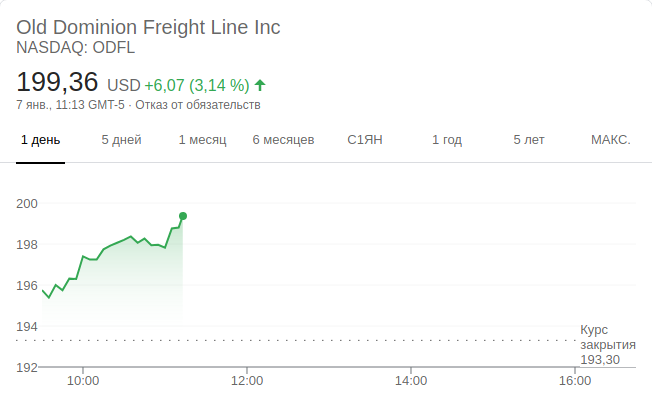 Old Dominion Freight Line Inc
NASDAQ: ODFL
199,36 USD +6,07 (3,14 %)
7 янв., 11:13 GMT-5 · Отказ от обязательств
1 день 5 дней 1 месяц 6 месяцев С1ЯН 1 год 5 лет МАКС.
200
198
196
194
Курс
закрытия
193,30
192
10:00 12:00 14:00 16:00